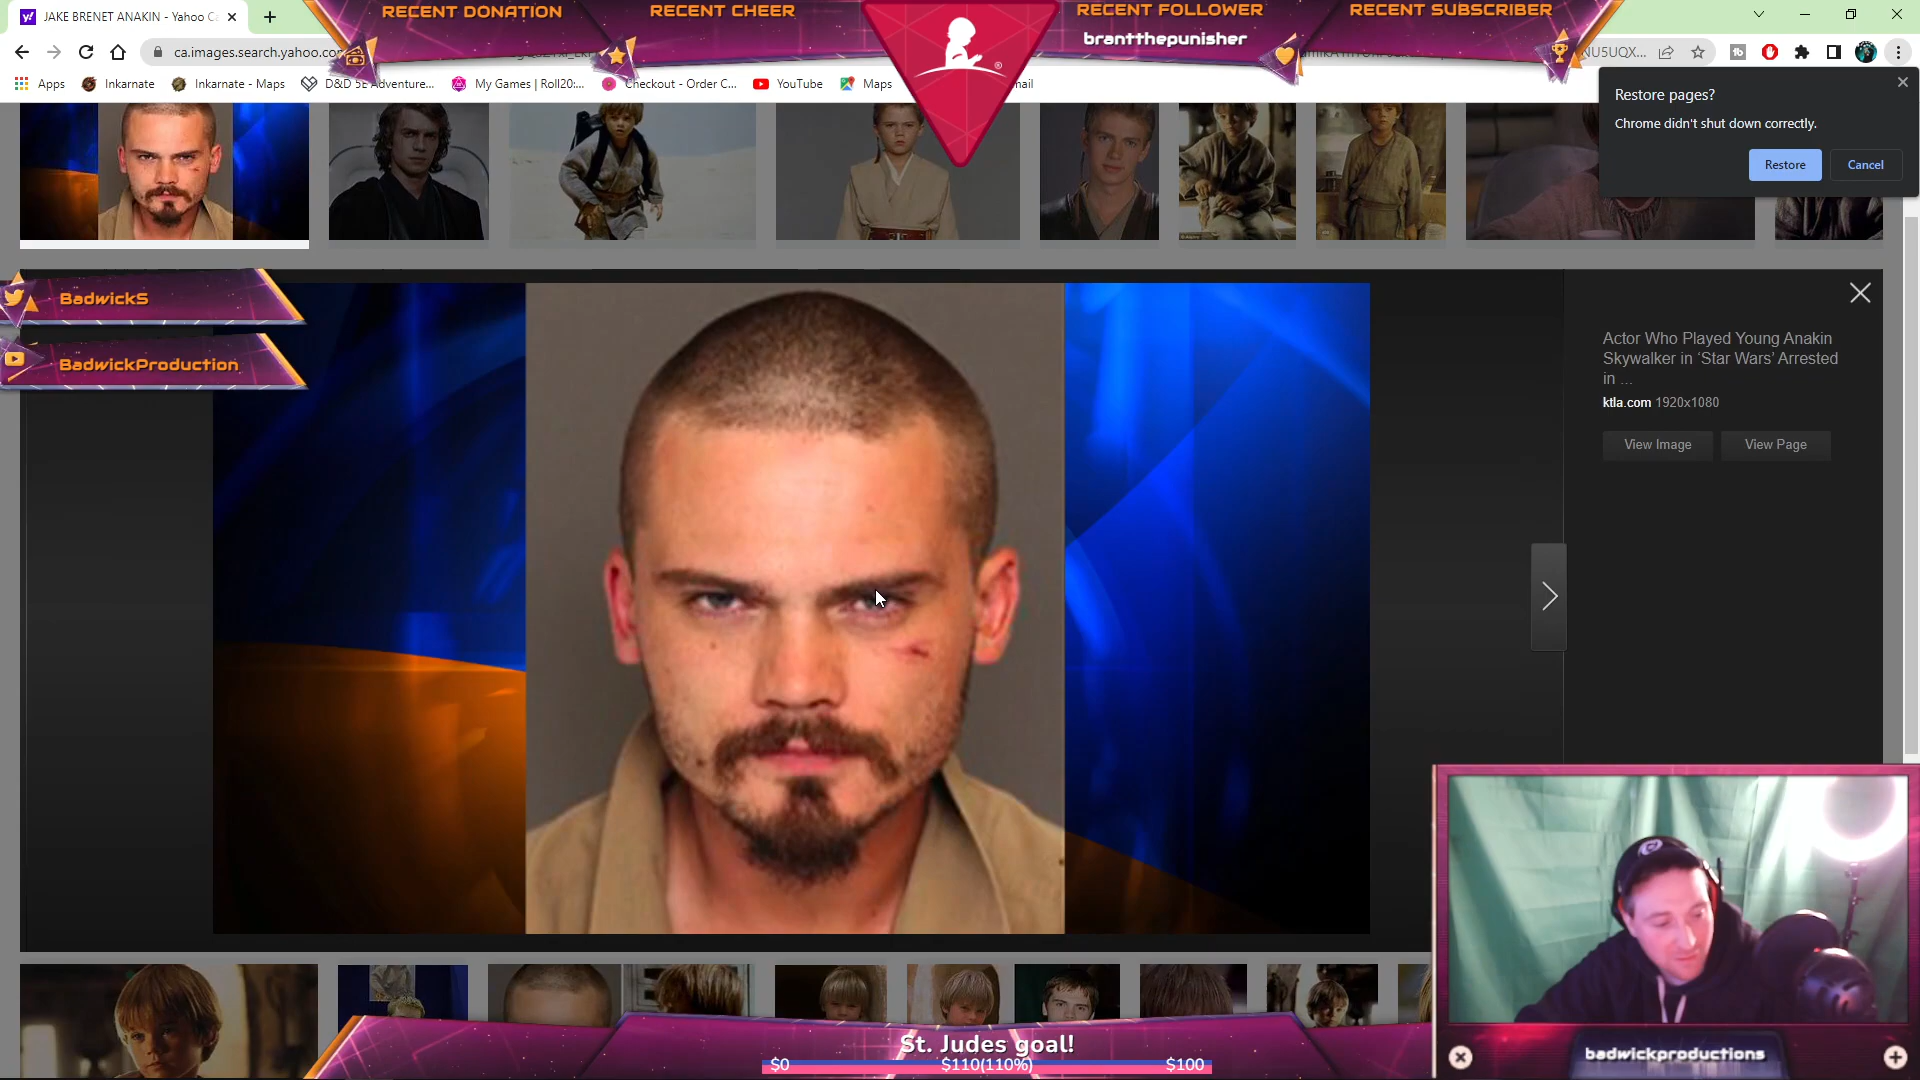 JAKE BRENET ANAKIN - Yahoo
RECENT DONATION
RECENT CHEER
RECENT FOLLOWER
brantthepunisher
RECENT SUBSCRIBER
ca.images.search.yahoo.co
NU5UQX...
Apps
Inkarnate
Inkarnate - Maps
D&D 5E Adventure...
My Games | Roll20:...
Checkout - Order C...
YouTube
Maps
Restore pages?
Chrome didn't shut down correctly.
Restore
Cancel
BadwickS
BadwickProduction
Actor Who Played Young Anakin
Skywalker in ‘Star Wars’ Arrested
in ...
ktla.com 1920x1080
View Image
View Page
St. Judes goal!
$0
$110(110%)
$100
badwickproductions